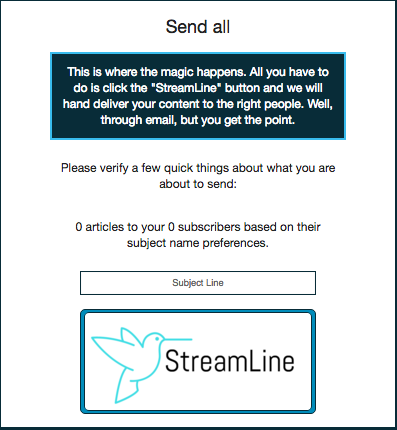 Send all
This is where the magic happens. All you have to
do is click the "StreamLine" button and we will
hand deliver your content to the right people. Well,
through email, but you get the point.
Please verify a few quick things about what you are
about to send:
0 articles to your 0 subscribers based on their
subject name preferences.
Subject Line
StreamLine